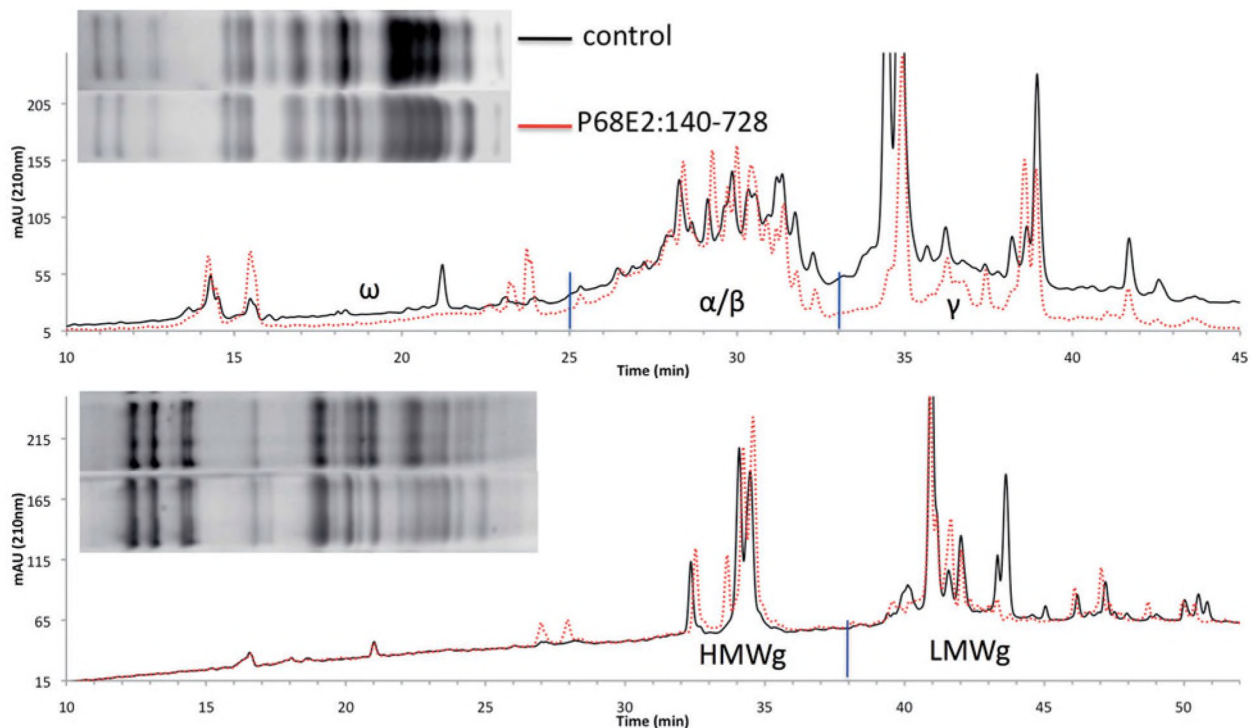 control
P68E2:140-728
mAU (210nm)
205
155
105
55
5
ω
α/β
γ
10 15 20 25 30 35 40 45
Time (min)
mAU (210nm)
215
165
115
65
15
HMWg
LMWg
10 15 20 25 30 35 40 45 50
Time (min)